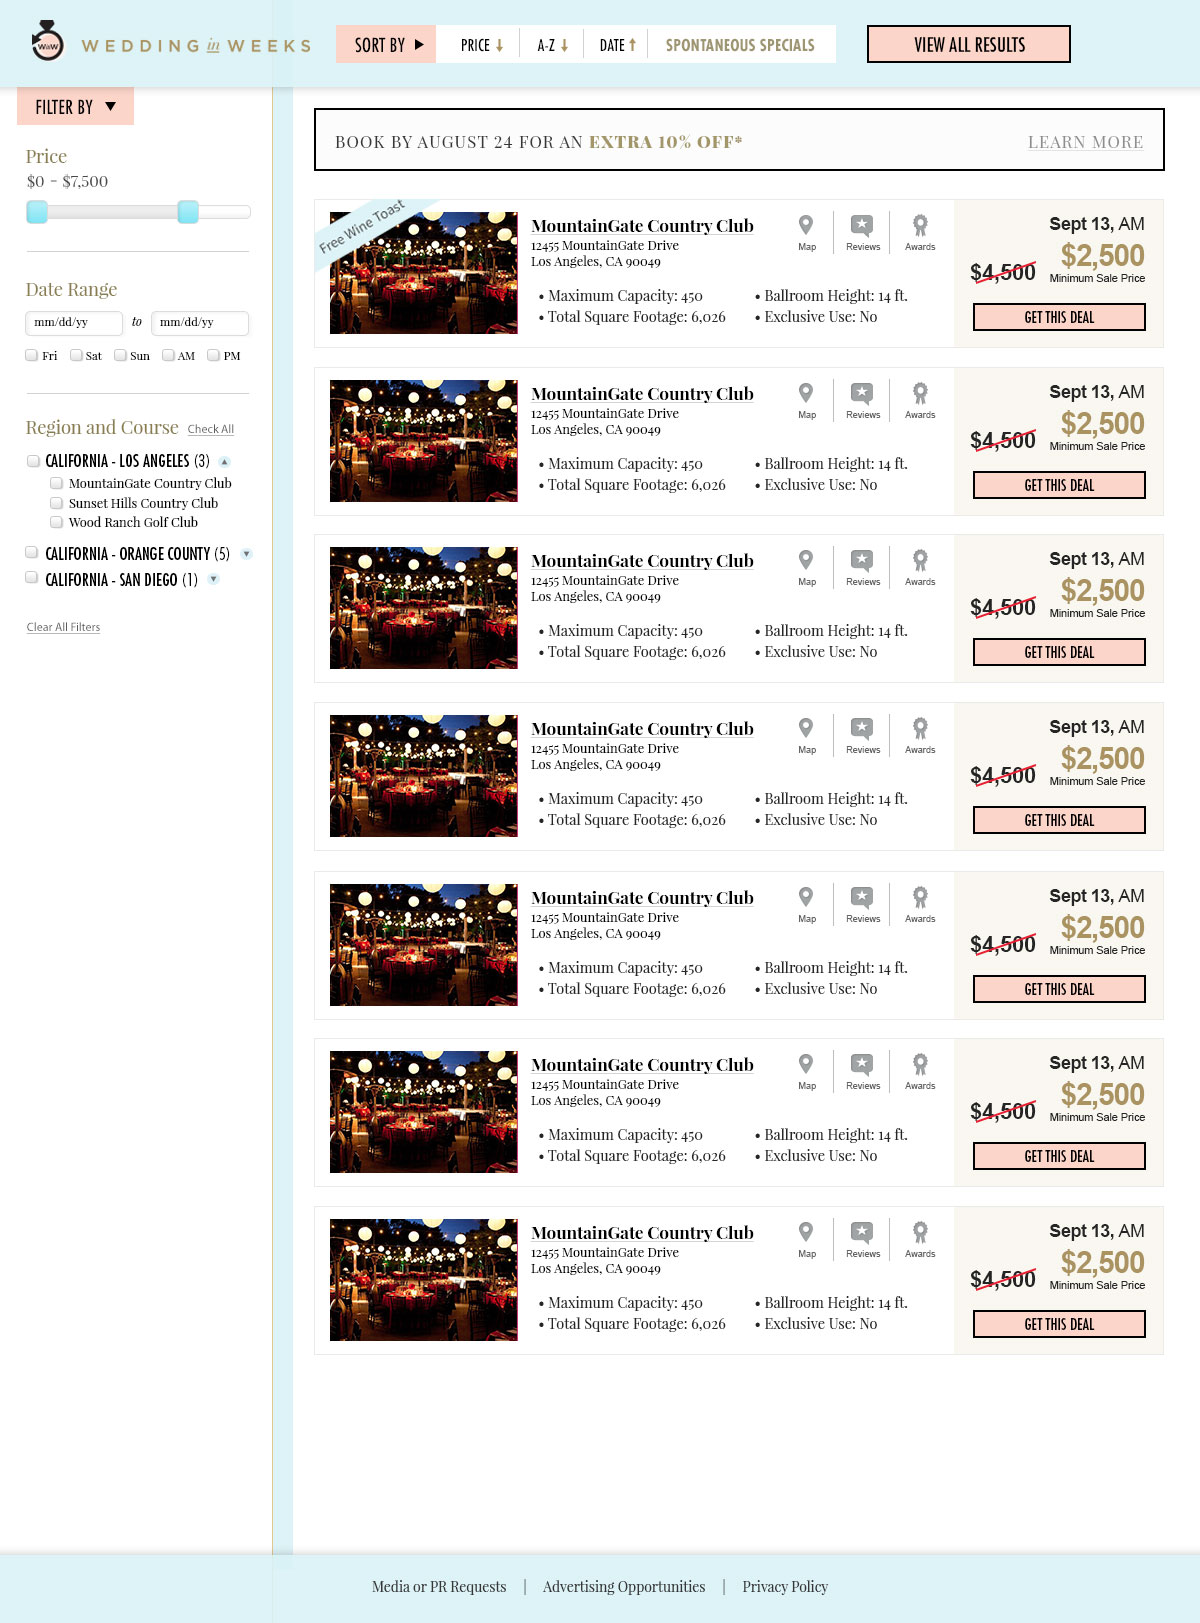 WaW
WEDDING in WEEKS
SORT BY
PRICE
A-Z
DATE
SPONTANEOUS SPECIALS
VIEW ALL RESULTS
FILTER BY
Price
$0 - $7,500
Date Range
mm/dd/yy to mm/dd/yy
Fri Sat Sun AM PM
Region and Course Check All
CALIFORNIA - LOS ANGELES (3)
MountainGate Country Club
Sunset Hills Country Club
Wood Ranch Golf Club
CALIFORNIA - ORANGE COUNTY (5)
CALIFORNIA - SAN DIEGO (1)
Clear All Filters
BOOK BY AUGUST 24 FOR AN EXTRA 10% OFF* LEARN MORE
Free Wine Toast
MountainGate Country Club
12455 MountainGate Drive
Los Angeles, CA 90049
Map Reviews Awards
• Maximum Capacity: 450 • Ballroom Height: 14 ft.
• Total Square Footage: 6,026 • Exclusive Use: No
Sept 13, AM
$4,500 $2,500
Minimum Sale Price
GET THIS DEAL
MountainGate Country Club
12455 MountainGate Drive
Los Angeles, CA 90049
Map Reviews Awards
• Maximum Capacity: 450 • Ballroom Height: 14 ft.
• Total Square Footage: 6,026 • Exclusive Use: No
Sept 13, AM
$4,500 $2,500
Minimum Sale Price
GET THIS DEAL
MountainGate Country Club
12455 MountainGate Drive
Los Angeles, CA 90049
Map Reviews Awards
• Maximum Capacity: 450 • Ballroom Height: 14 ft.
• Total Square Footage: 6,026 • Exclusive Use: No
Sept 13, AM
$4,500 $2,500
Minimum Sale Price
GET THIS DEAL
MountainGate Country Club
12455 MountainGate Drive
Los Angeles, CA 90049
Map Reviews Awards
• Maximum Capacity: 450 • Ballroom Height: 14 ft.
• Total Square Footage: 6,026 • Exclusive Use: No
Sept 13, AM
$4,500 $2,500
Minimum Sale Price
GET THIS DEAL
MountainGate Country Club
12455 MountainGate Drive
Los Angeles, CA 90049
Map Reviews Awards
• Maximum Capacity: 450 • Ballroom Height: 14 ft.
• Total Square Footage: 6,026 • Exclusive Use: No
Sept 13, AM
$4,500 $2,500
Minimum Sale Price
GET THIS DEAL
MountainGate Country Club
12455 MountainGate Drive
Los Angeles, CA 90049
Map Reviews Awards
• Maximum Capacity: 450 • Ballroom Height: 14 ft.
• Total Square Footage: 6,026 • Exclusive Use: No
Sept 13, AM
$4,500 $2,500
Minimum Sale Price
GET THIS DEAL
MountainGate Country Club
12455 MountainGate Drive
Los Angeles, CA 90049
Map Reviews Awards
• Maximum Capacity: 450 • Ballroom Height: 14 ft.
• Total Square Footage: 6,026 • Exclusive Use: No
Sept 13, AM
$4,500 $2,500
Minimum Sale Price
GET THIS DEAL
Media or PR Requests | Advertising Opportunities | Privacy Policy